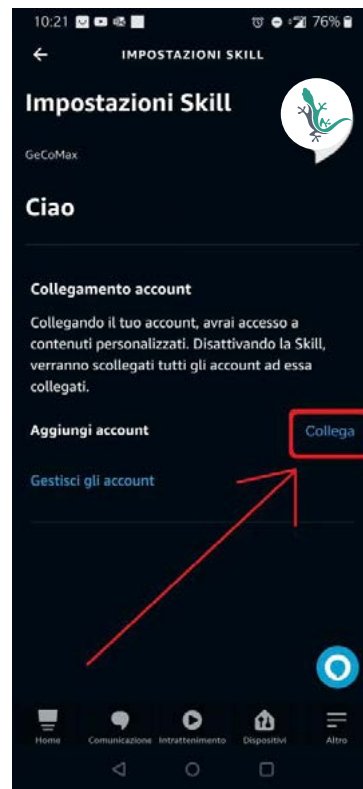 10:21 76%
IMPOSTAZIONI SKILL
Impostazioni Skill
GeCoMax
Ciao
Collegamento account
Collegando il tuo account, avrai accesso a
contenuti personalizzati. Disattivando la Skill,
verranno scollegati tutti gli account ad essa
collegati.
Aggiungi account Collega
Gestisci gli account
Home Comunicazione Intrattenimento Dispositivi Altro